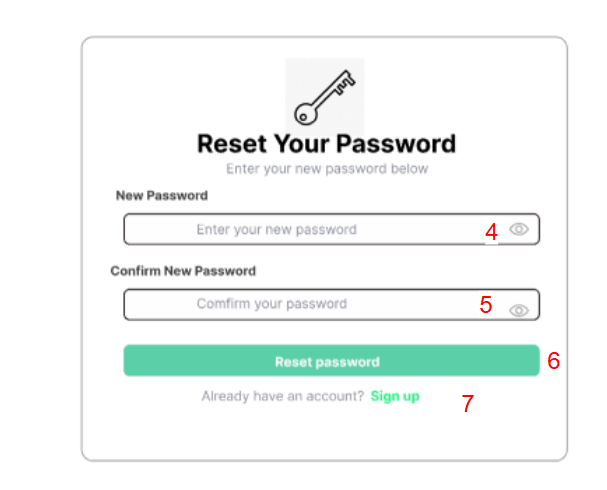 Reset Your Password
Enter your new password below
New Password
Enter your new password 4
Confirm New Password
Comfirm your password 5
Reset password 6
Already have an account? Sign up 7